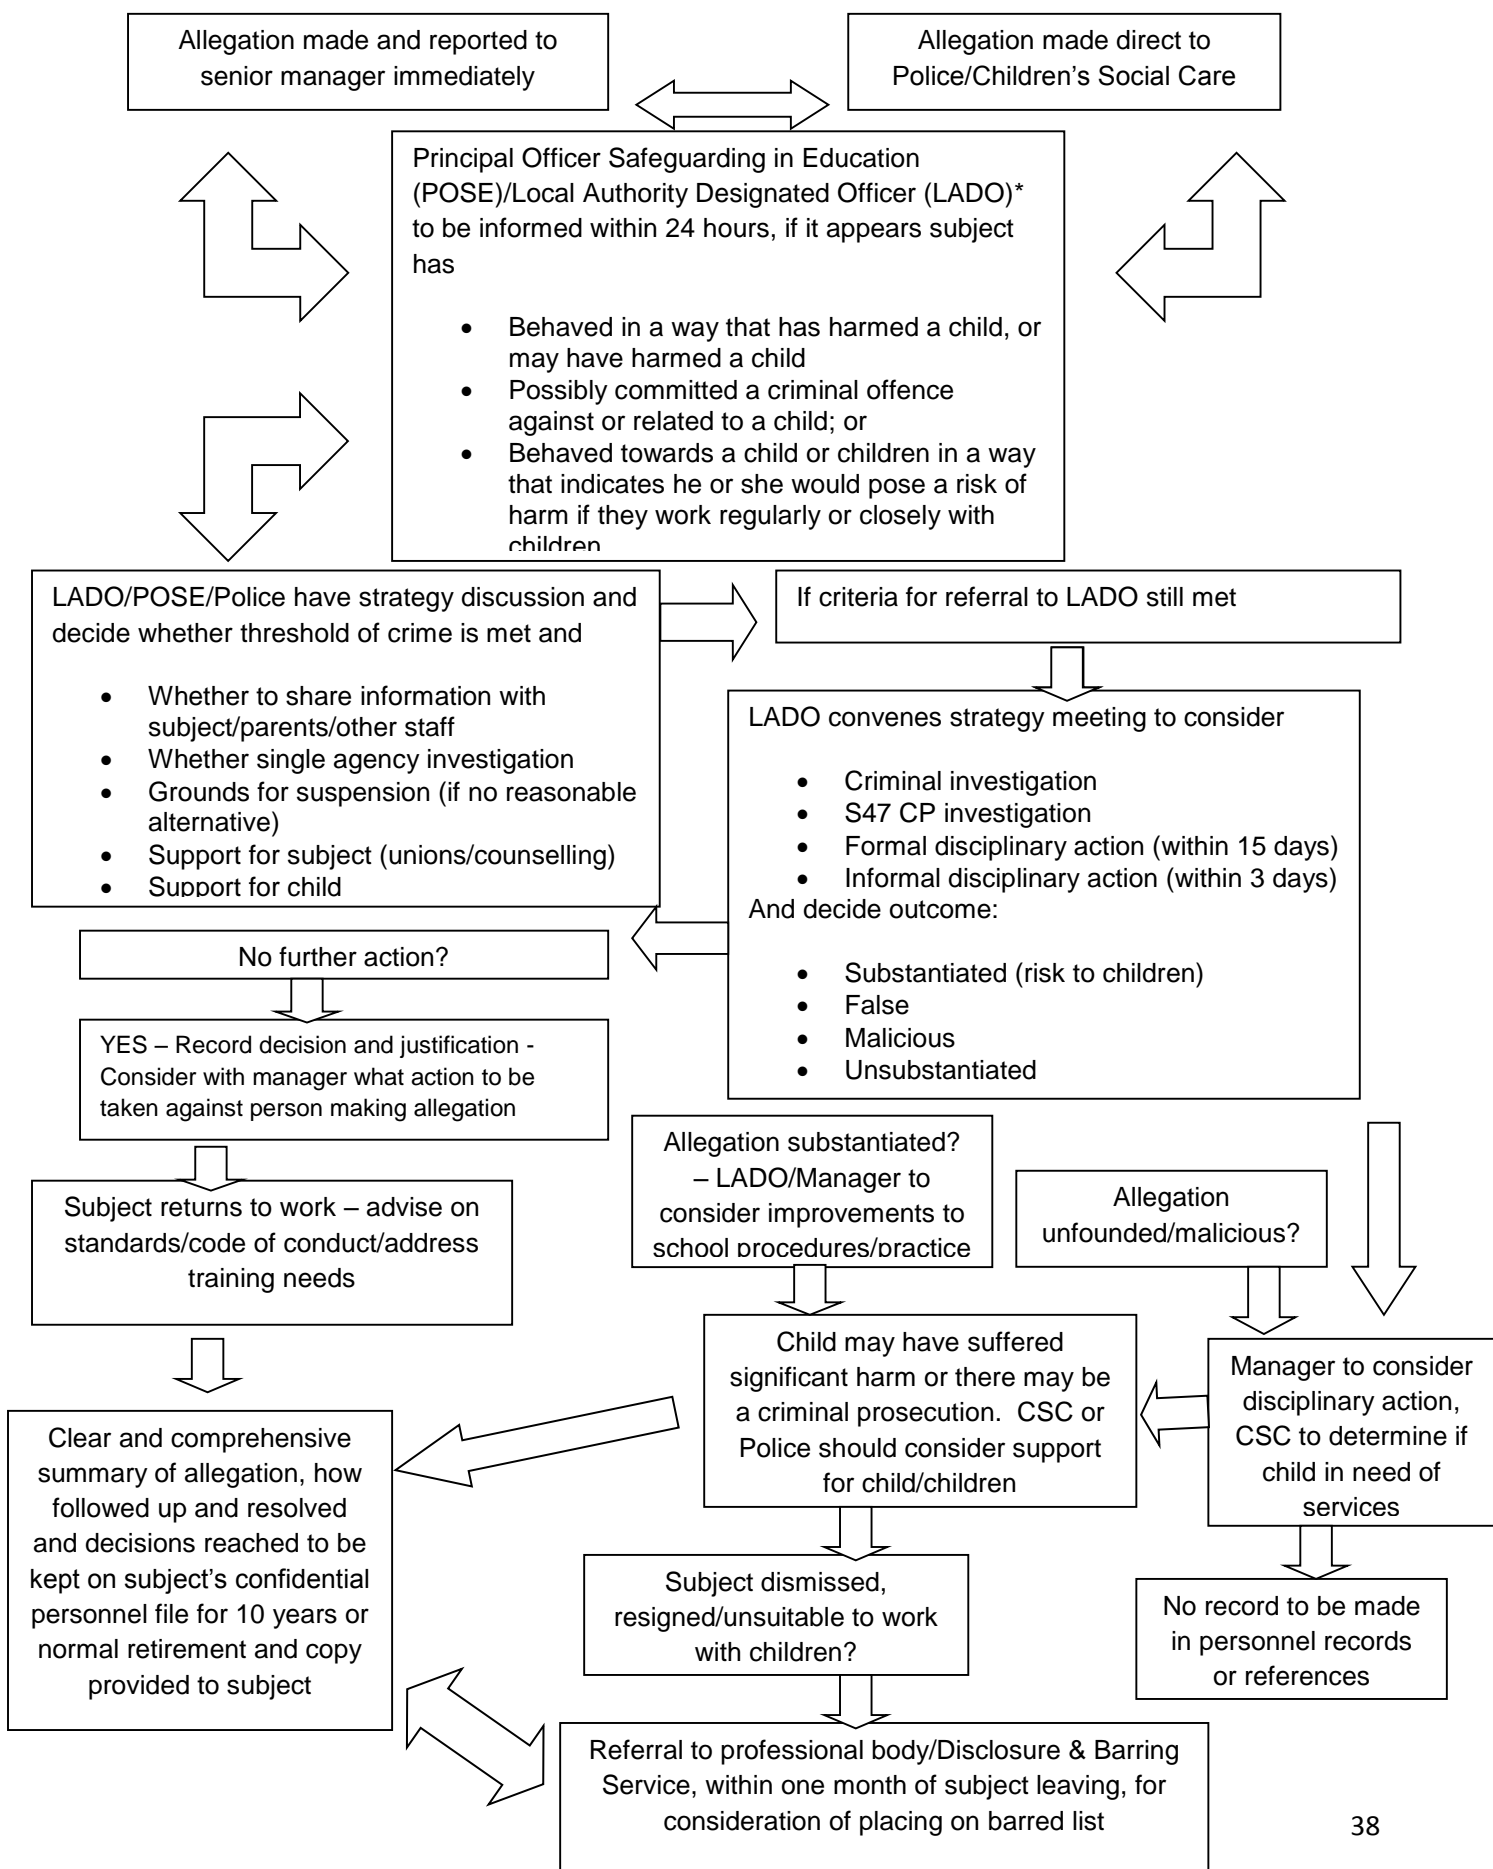 Allegation made and reported to
senior manager immediately
Allegation made direct to
Police/Children's Social Care
Principal Officer Safeguarding in Education
(POSE)/Local Authority Designated Officer (LADO)*
to be informed within 24 hours, if it appears subject
has
• Behaved in a way that has harmed a child, or
may have harmed a child
• Possibly committed a criminal offence
against or related to a child; or
• Behaved towards a child or children in a way
that indicates he or she would pose a risk of
harm if they work regularly or closely with
children
LADO/POSE/Police have strategy discussion and
decide whether threshold of crime is met and
• Whether to share information with
subject/parents/other staff
• Whether single agency investigation
• Grounds for suspension (if no reasonable
alternative)
• Support for subject (unions/counselling)
• Support for child
If criteria for referral to LADO still met
LADO convenes strategy meeting to consider
• Criminal investigation
• S47 CP investigation
• Formal disciplinary action (within 15 days)
• Informal disciplinary action (within 3 days)
And decide outcome:
• Substantiated (risk to children)
• False
• Malicious
• Unsubstantiated
No further action?
YES – Record decision and justification -
Consider with manager what action to be
taken against person making allegation
Subject returns to work – advise on
standards/code of conduct/address
training needs
Allegation substantiated?
– LADO/Manager to
consider improvements to
school procedures/practice
Allegation
unfounded/malicious?
Child may have suffered
significant harm or there may be
a criminal prosecution. CSC or
Police should consider support
for child/children
Manager to consider
disciplinary action,
CSC to determine if
child in need of
services
Clear and comprehensive
summary of allegation, how
followed up and resolved
and decisions reached to be
kept on subject's confidential
personnel file for 10 years or
normal retirement and copy
provided to subject
Subject dismissed,
resigned/unsuitable to work
with children?
No record to be made
in personnel records
or references
Referral to professional body/Disclosure & Barring
Service, within one month of subject leaving, for
consideration of placing on barred list
38